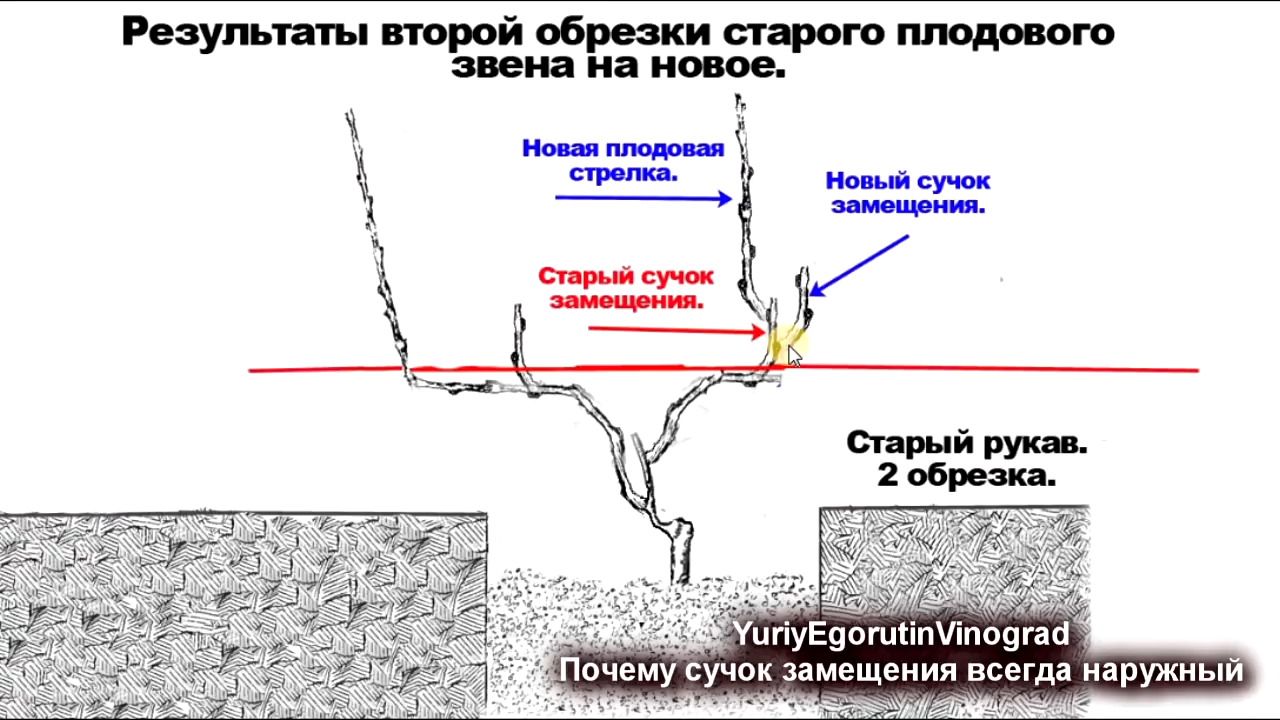 Результаты второй обрезки старого плодового
звена на новое.
Новая плодовая
стрелка.
Новый сучок
замещения.
Старый сучок
замещения.
Старый рукав.
2 обрезка.
YuriyEgorutinVinograd
Почему сучок замещения всегда наружный